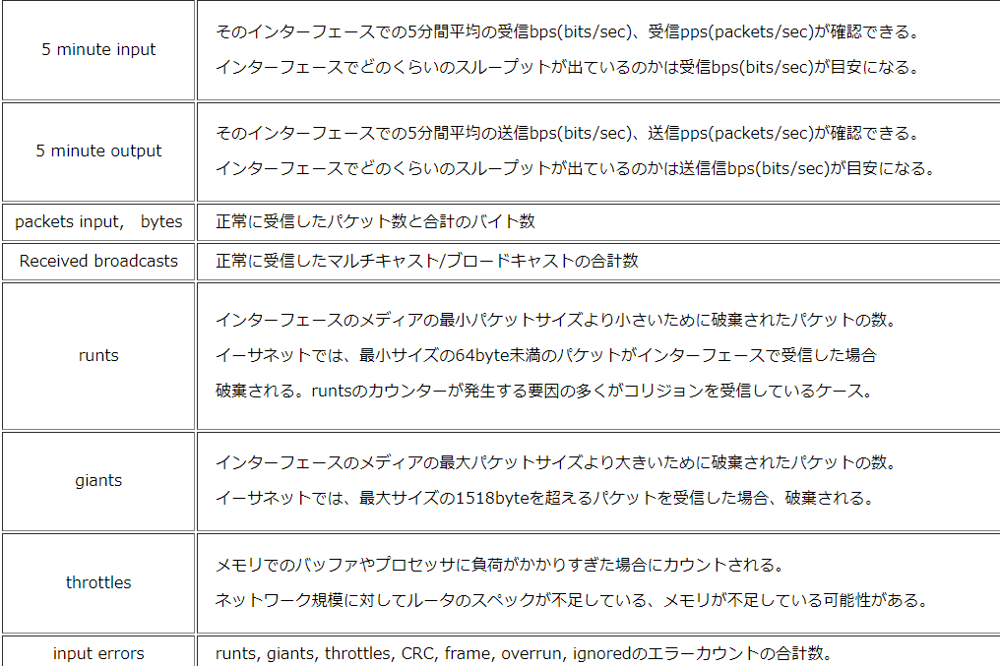 5 minute input
そのインターフェースでの5分間平均の受信bps(bits/sec)、受信pps(packets/sec)が確認できる。
インターフェースでどのくらいのスループットが出ているのかは受信bps(bits/sec)が目安になる。
5 minute output
そのインターフェースでの5分間平均の送信bps(bits/sec)、送信pps(packets/sec)が確認できる。
インターフェースでどのくらいのスループットが出ているのかは送信信bps(bits/sec)が目安になる。
packets input,　bytes
正常に受信したパケット数と合計のバイト数
Received broadcasts
正常に受信したマルチキャスト/ブロードキャストの合計数
runts
インターフェースのメディアの最小パケットサイズより小さいために破棄されたパケットの数。
イーサネットでは、最小サイズの64byte未満のパケットがインターフェースで受信した場合
破棄される。runtsのカウンターが発生する要因の多くがコリジョンを受信しているケース。
giants
インターフェースのメディアの最大パケットサイズより大きいために破棄されたパケットの数。
イーサネットでは、最大サイズの1518byteを超えるパケットを受信した場合、破棄される。
throttles
メモリでのバッファやプロセッサに負荷がかかりすぎた場合にカウントされる。
ネットワーク規模に対してルータのスペックが不足している、メモリが不足している可能性がある。
input errors
runts, giants, throttles, CRC, frame, overrun, ignoredのエラーカウントの合計数。